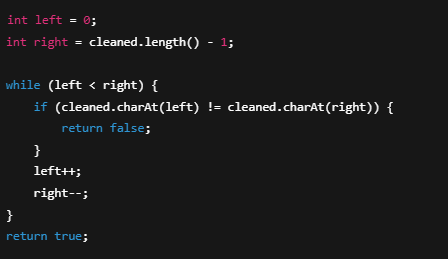 int left = 0;
int right = cleaned.length() - 1;

while (left < right) {
    if (cleaned.charAt(left) != cleaned.charAt(right)) {
        return false;
    }
    left++;
    right--;
}
return true;